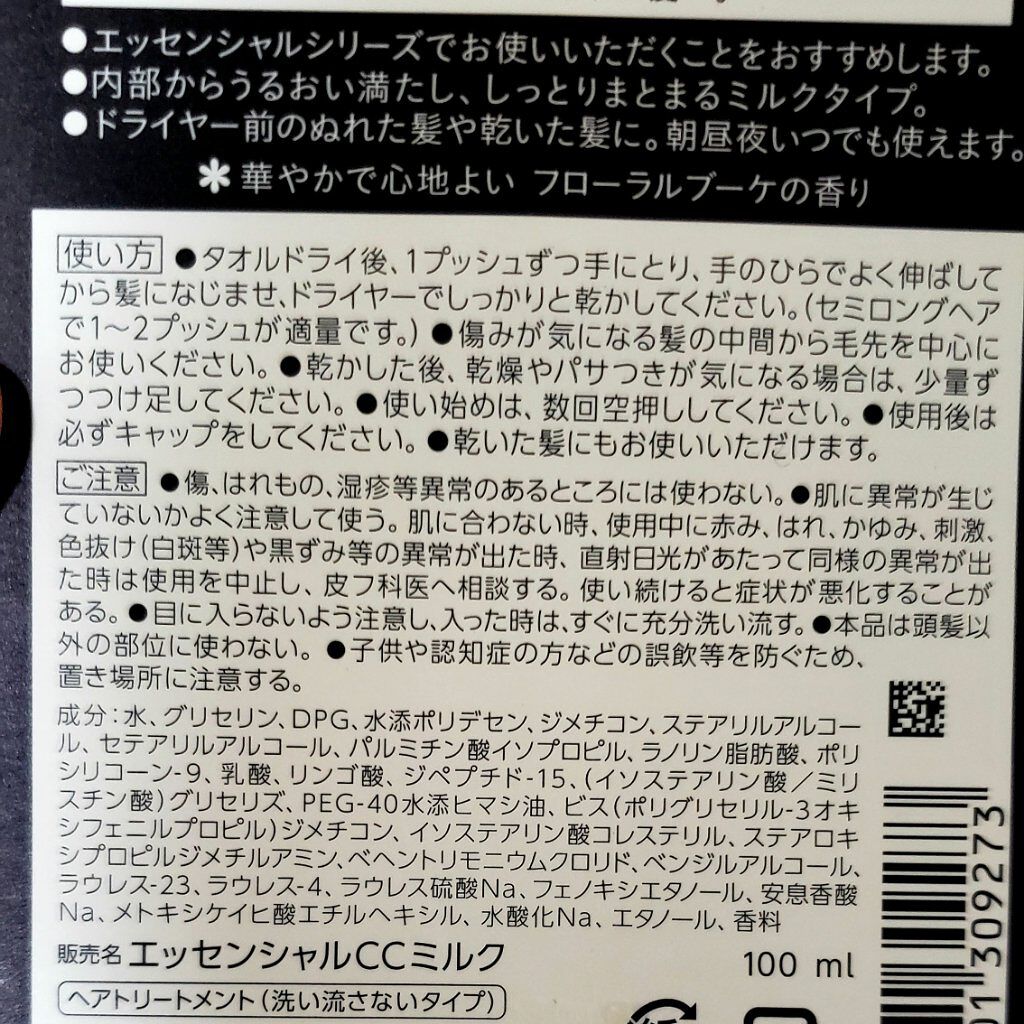 ●エッセンシャルシリーズでお使いいただくことをおすすめします。
●内部からうるおい満たし、しっとりまとまるミルクタイプ。
●ドライヤー前のぬれた髪や乾いた髪に。朝昼夜いつでも使えます。
＊華やかで心地よい フローラルブーケの香り
使い方 ●タオルドライ後、1プッシュずつ手にとり、手のひらでよく伸ばして
から髪になじませ、ドライヤーでしっかりと乾かしてください。(セミロングヘア
で1～2プッシュが適量です。) ●傷みが気になる髪の中間から毛先を中心に
お使いください。 ●乾かした後、乾燥やパサつきが気になる場合は、少量ず
つつけ足してください。 ●使い始めは、数回空押ししてください。 ●使用後は
必ずキャップをしてください。 ●乾いた髪にもお使いいただけます。
ご注意 ●傷、はれもの、湿疹等異常のあるところには使わない。●肌に異常が生じ
ていないかよく注意して使う。肌に合わない時、使用中に赤み、はれ、かゆみ、刺激、
色抜け(白斑等)や黒ずみ等の異常が出た時、直射日光があたって同様の異常が出
た時は使用を中止し、皮フ科医へ相談する。使い続けると症状が悪化することが
ある。●目に入らないよう注意し、入った時は、すぐに充分洗い流す。●本品は頭髪以
外の部位に使わない。 ●子供や認知症の方などの誤飲等を防ぐため、
置き場所に注意する。
成分：水、グリセリン、DPG、水添ポリデセン、ジメチコン、ステアリルアルコー
ル、セテアリルアルコール、パルミチン酸イソプロピル、ラノリン脂肪酸、ポリ
シリコーン-9、乳酸、リンゴ酸、ジペプチド-15、(イソステアリン酸／ミリ
スチン酸)グリセリズ、PEG-40水添ヒマシ油、ビス(ポリグリセリル-3オキ
シフェニルプロピル)ジメチコン、イソステアリン酸コレステリル、ステアロキ
シプロピルジメチルアミン、ベヘントリモニウムクロリド、ベンジルアルコール、
ラウレス-23、ラウレス-4、ラウレス硫酸Na、フェノキシエタノール、安息香酸
Na、メトキシケイヒ酸エチルヘキシル、水酸化Na、エタノール、香料
販売名 エッセンシャルCCミルク 100 ml
ヘアトリートメント(洗い流さないタイプ)
01 309273